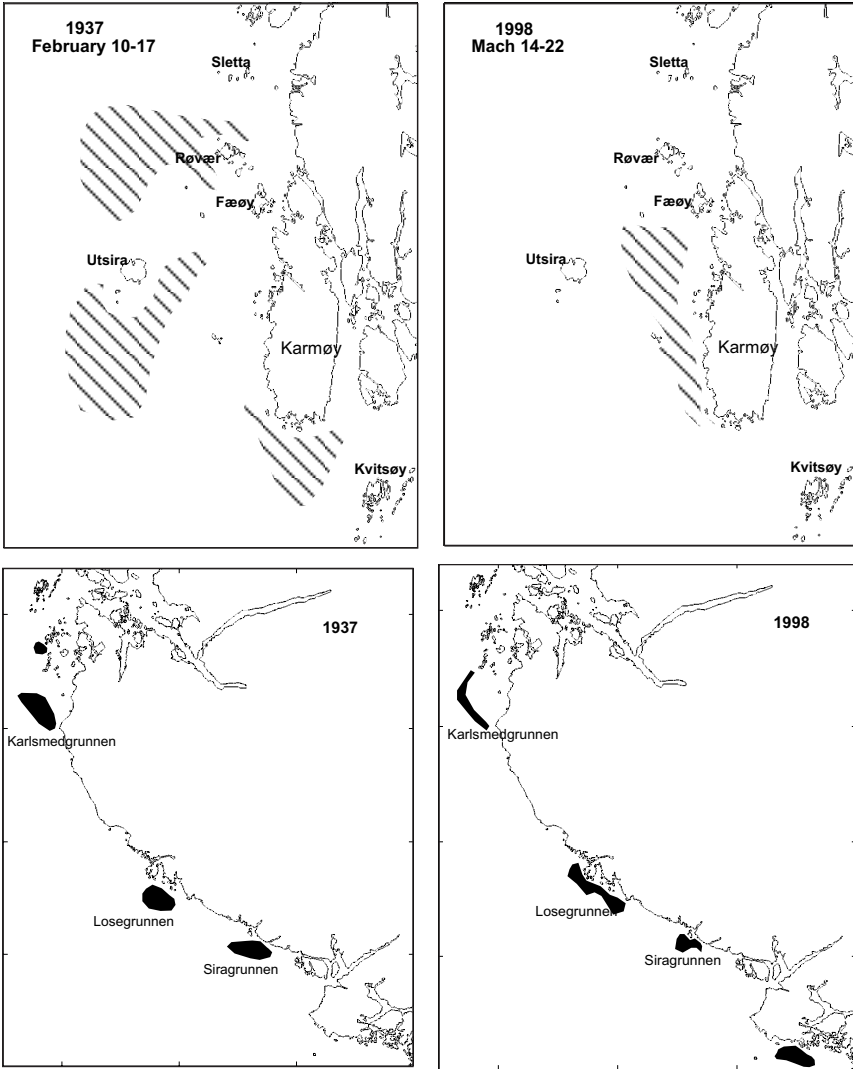 1937
February 10-17
Sletta
Røvær
Fæøy
Utsira
Karmøy
Kvitsøy
1998
Mach 14-22
Sletta
Røvær
Fæøy
Utsira
Karmøy
Kvitsøy
1937
Karlsmedgrunnen
Losegrunnen
Siragrunnen
1998
Karlsmedgrunnen
Losegrunnen
Siragrunnen